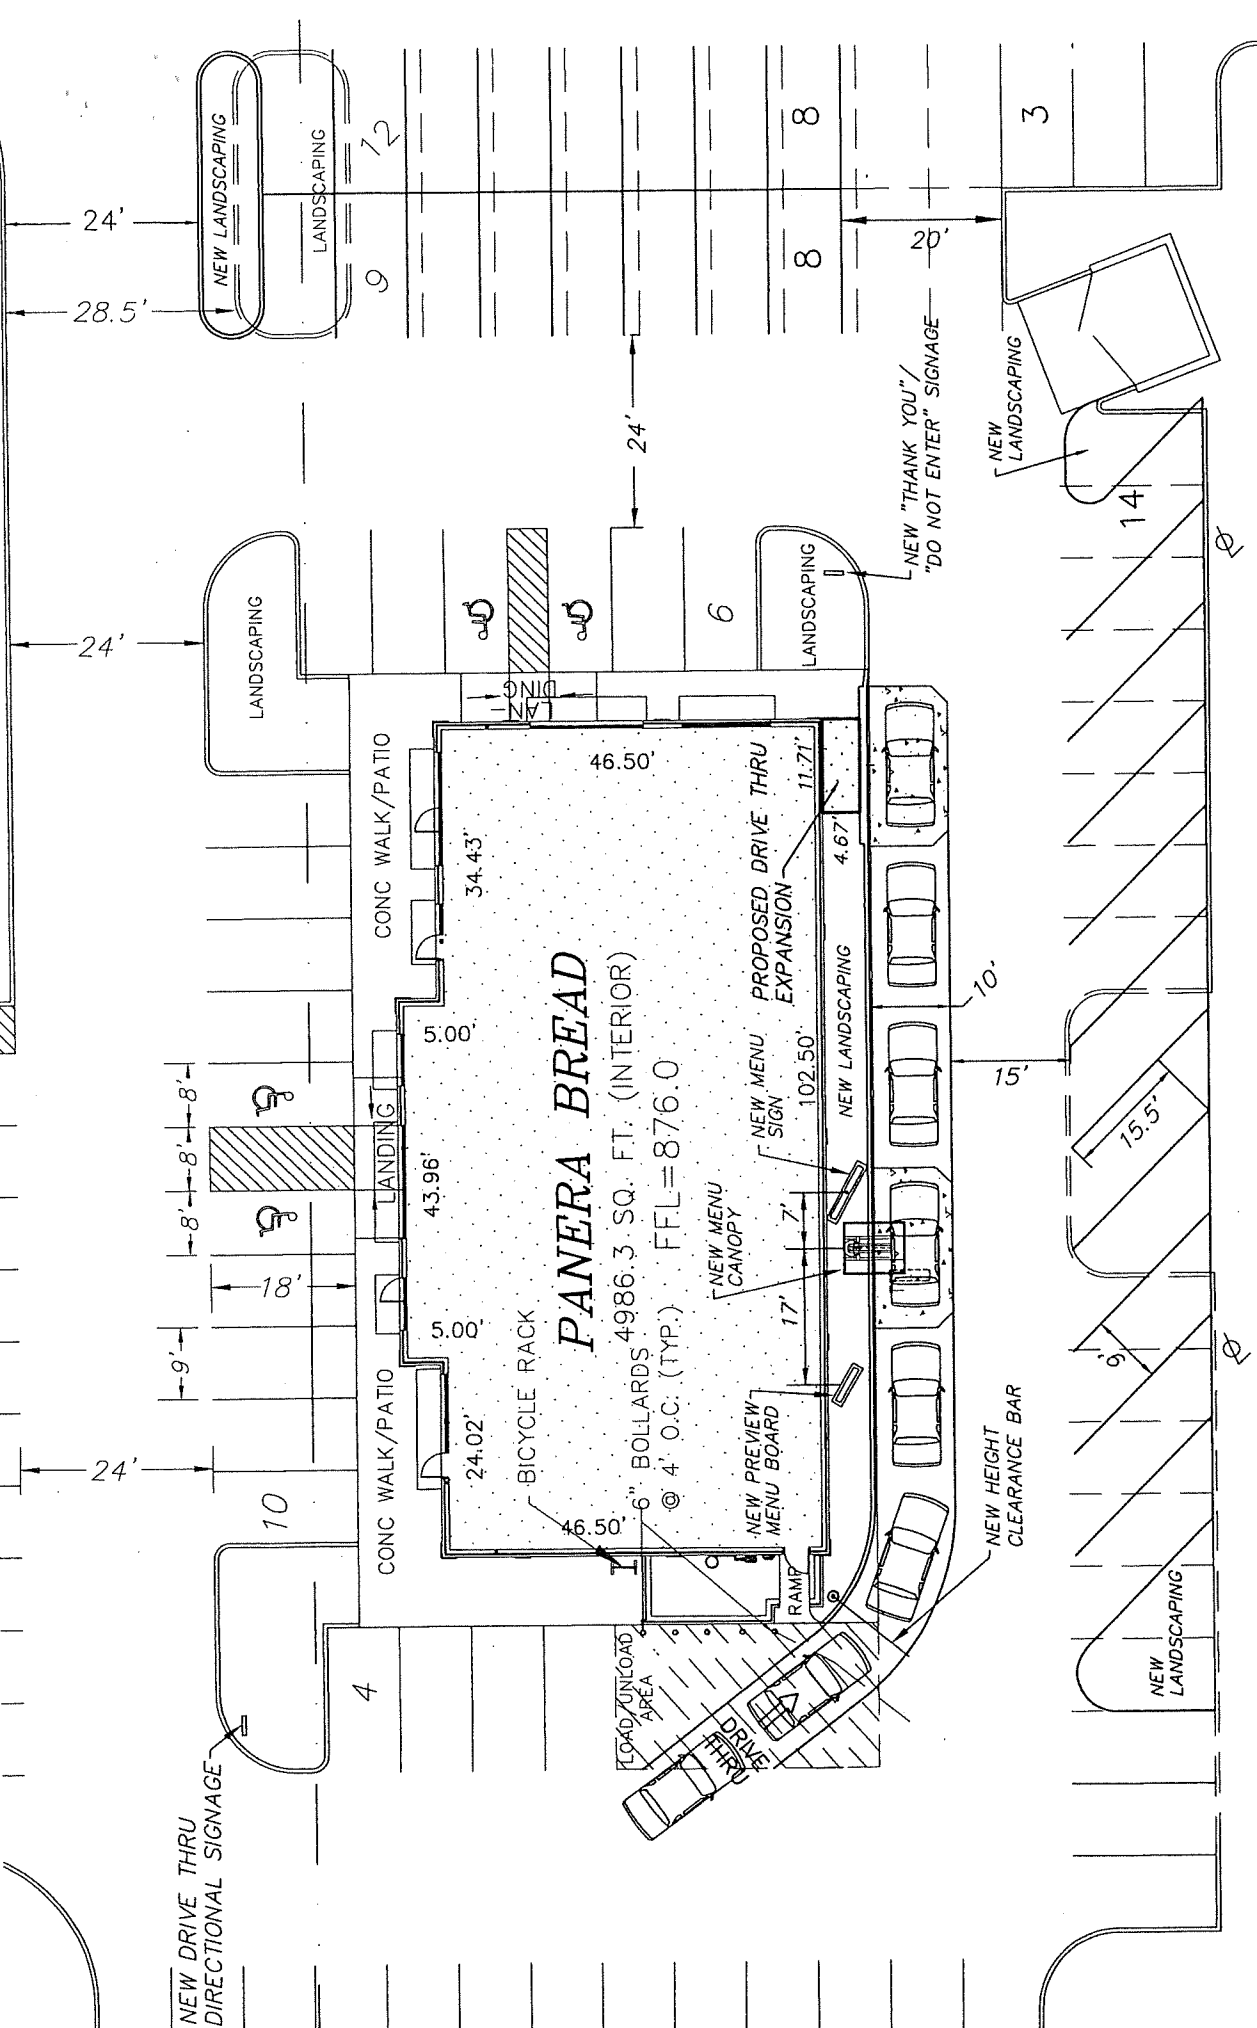 24'
NEW LANDSCAPING
LANDSCAPING
12
9
28.5'
8
8
3
20'
24'
NEW "THANK YOU"/
"DO NOT ENTER" SIGNAGE
NEW
LANDSCAPING
14
24'
LANDSCAPING
6
LANDSCAPING
LAN-
DING
CONC WALK/PATIO
46.50'
34.43"
11.71'
4.67'
PROPOSED DRIVE THRU
EXPANSION
5.00'
PANERA BREAD
4986.3 SQ. FT. (INTERIOR)
FFL=876.0
NEW MENU
SIGN
102.50'
NEW LANDSCAPING
10'
15'
15.5'
8'
8'
8'
LANDING
43.96'
18'
9'
NEW MENU
CANOPY
7'
17'
5.00'
BICYCLE RACK
6" BOLLARDS
@ 4' O.C. (TYP.)
NEW PREVIEW
MENU BOARD
9'
24'
10
CONC WALK/PATIO
24.02'
46.50'
RAMP
NEW HEIGHT
CLEARANCE BAR
4
LOAD/UNLOAD
AREA
DRIVE
THRU
NEW
LANDSCAPING
NEW DRIVE THRU
DIRECTIONAL SIGNAGE